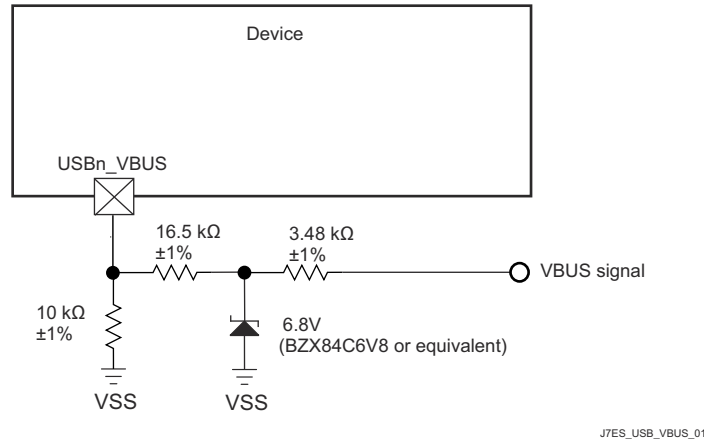 Device
USBn_VBUS
16.5 kΩ
±1%
3.48 kΩ
±1%
VBUS signal
10 kΩ
±1%
6.8V
(BZX84C6V8 or equivalent)
VSS
VSS
J7ES_USB_VBUS_01